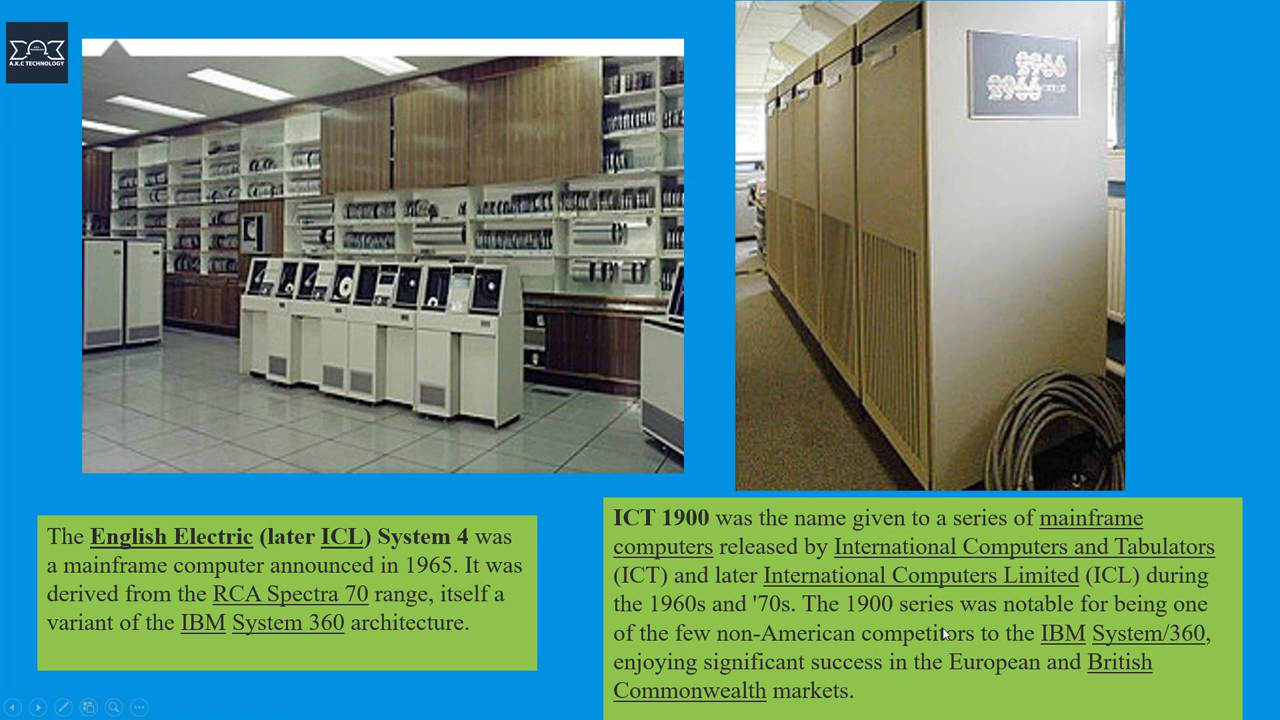 A.K.C TECHNOLOGY
2966
2966
The English Electric (later ICL) System 4 was
a mainframe computer announced in 1965. It was
derived from the RCA Spectra 70 range, itself a
variant of the IBM System 360 architecture.
ICT 1900 was the name given to a series of mainframe
computers released by International Computers and Tabulators
(ICT) and later International Computers Limited (ICL) during
the 1960s and '70s. The 1900 series was notable for being one
of the few non-American competitors to the IBM System/360,
enjoying significant success in the European and British
Commonwealth markets.